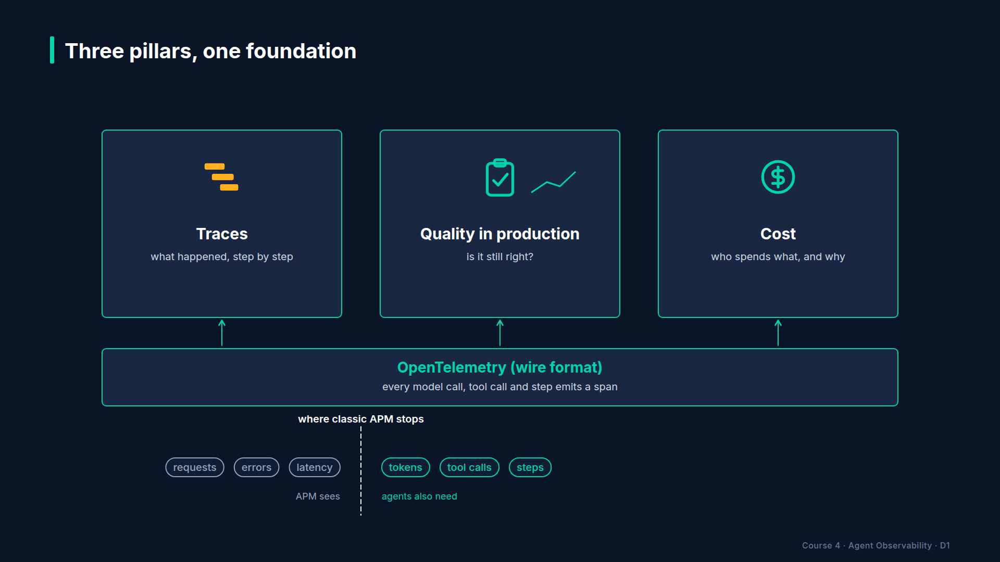 Three pillars, one foundation
Traces
what happened, step by step
Quality in production
is it still right?
Cost
who spends what, and why
OpenTelemetry (wire format)
every model call, tool call and step emits a span
where classic APM stops
requests
errors
latency
tokens
tool calls
steps
APM sees
agents also need
Course 4 · Agent Observability · D1